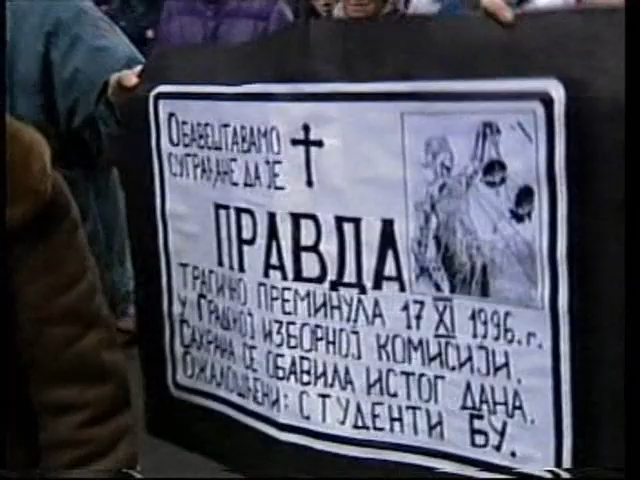 ОБАВЕШТАВАМО
СУГРАЂАНЕ ДА ЈЕ
ПРАВДА
ТРАГИЧНО ПРЕМИНУЛА 17 XI 1996.г.
У ГРАДСКОЈ ИЗБОРНОЈ КОМИСИЈИ.
САХРАНА СЕ ОБАВИЛА ИСТОГ ДАНА.
ОЖАЛОШЋЕНИ: СТУДЕНТИ БУ.